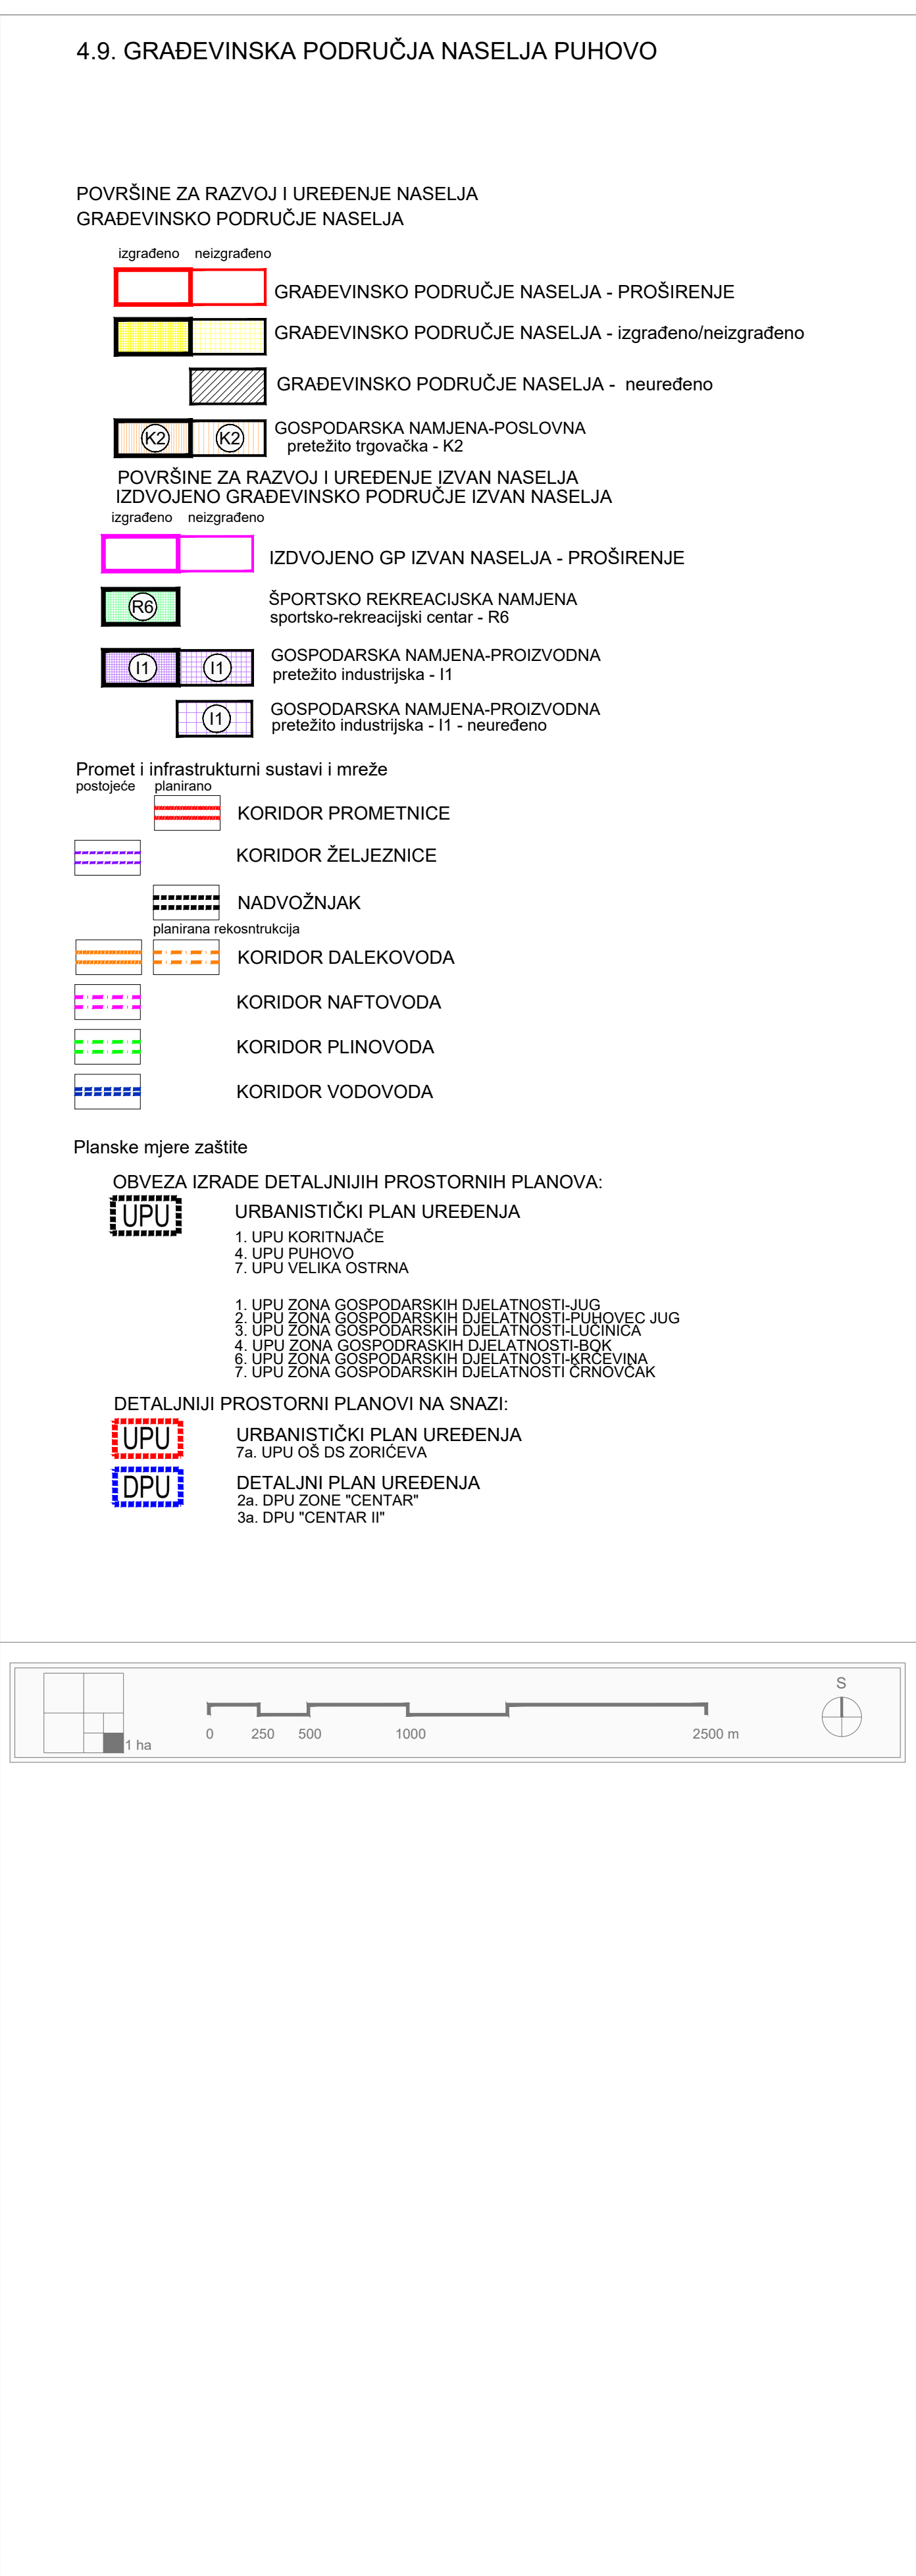 4.9. GRAĐEVINSKA PODRUČJA NASELJA PUHOVO
POVRŠINE ZA RAZVOJ I UREĐENJE NASELJA
GRAĐEVINSKO PODRUČJE NASELJA
izgrađeno neizgrađeno
GRAĐEVINSKO PODRUČJE NASELJA - PROŠIRENJE
GRAĐEVINSKO PODRUČJE NASELJA - izgrađeno/neizgrađeno
GRAĐEVINSKO PODRUČJE NASELJA - neuređeno
K2 K2 GOSPODARSKA NAMJENA-POSLOVNA
pretežito trgovačka - K2
POVRŠINE ZA RAZVOJ I UREĐENJE IZVAN NASELJA
IZDVOJENO GRAĐEVINSKO PODRUČJE IZVAN NASELJA
izgrađeno neizgrađeno
IZDVOJENO GP IZVAN NASELJA - PROŠIRENJE
R6 ŠPORTSKO REKREACIJSKA NAMJENA
sportsko-rekreacijski centar - R6
I1 I1 GOSPODARSKA NAMJENA-PROIZVODNA
pretežito industrijska - I1
I1 GOSPODARSKA NAMJENA-PROIZVODNA
pretežito industrijska - I1 - neuređeno
Promet i infrastrukturni sustavi i mreže
postojeće planirano
KORIDOR PROMETNICE
KORIDOR ŽELJEZNICE
NADVOŽNJAK
planirana rekosntrukcija
KORIDOR DALEKOVODA
KORIDOR NAFTOVODA
KORIDOR PLINOVODA
KORIDOR VODOVODA
Planske mjere zaštite
OBVEZA IZRADE DETALJNIJIH PROSTORNIH PLANOVA:
UPU URBANISTIČKI PLAN UREĐENJA
1. UPU KORITNJAČE
4. UPU PUHOVO
7. UPU VELIKA OSTRNA
1. UPU ZONA GOSPODARSKIH DJELATNOSTI-JUG
2. UPU ZONA GOSPODARSKIH DJELATNOSTI-PUHOVEC JUG
3. UPU ZONA GOSPODARSKIH DJELATNOSTI-LUČINIČA
4. UPU ZONA GOSPODRASKIH DJELATNOSTI-BQK
6. UPU ZONA GOSPODARSKIH DJELATNOSTI-KRČEVINA
7. UPU ZONA GOSPODARSKIH DJELATNOSTI ČRNOVČAK
DETALJNIJI PROSTORNI PLANOVI NA SNAZI:
UPU URBANISTIČKI PLAN UREĐENJA
7a. UPU OŠ DS ZORIĆEVA
DPU DETALJNI PLAN UREĐENJA
2a. DPU ZONE "CENTAR"
3a. DPU "CENTAR II"
S
0 250 500 1000 2500 m
1 ha